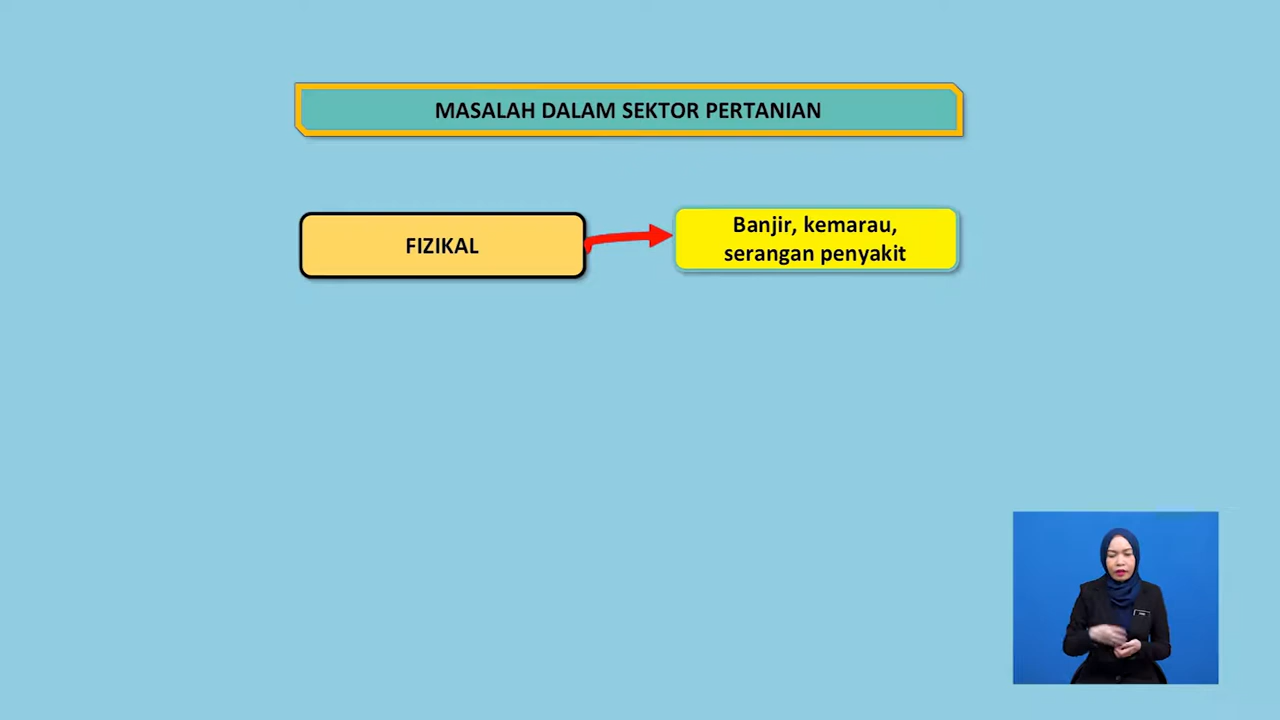 MASALAH DALAM SEKTOR PERTANIAN
FIZIKAL
Banjir, kemarau,
serangan penyakit